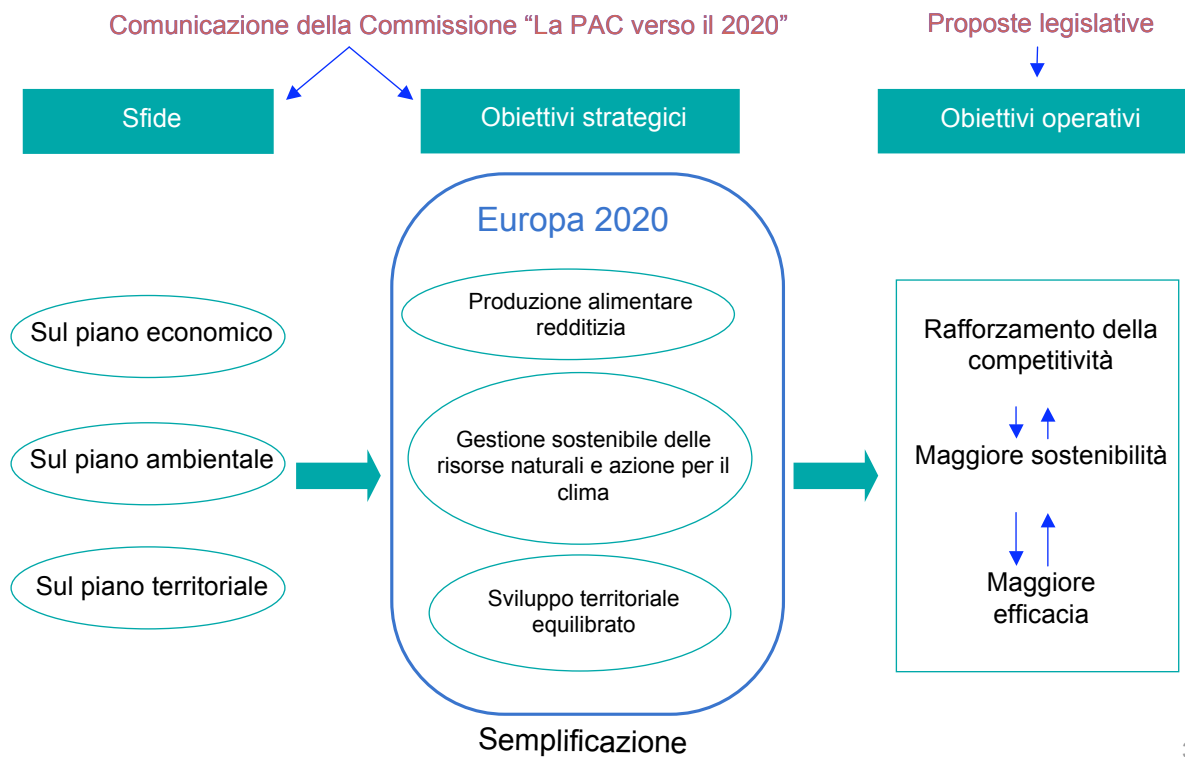 Comunicazione della Commissione “La PAC verso il 2020”
Proposte legislative
Sfide
Obiettivi strategici
Obiettivi operativi
Europa 2020
Sul piano economico
Sul piano ambientale
Sul piano territoriale
Produzione alimentare
redditizia
Gestione sostenibile delle
risorse naturali e azione per il
clima
Sviluppo territoriale
equilibrato
Rafforzamento della
competitività
Maggiore sostenibilità
Maggiore
efficacia
Semplificazione